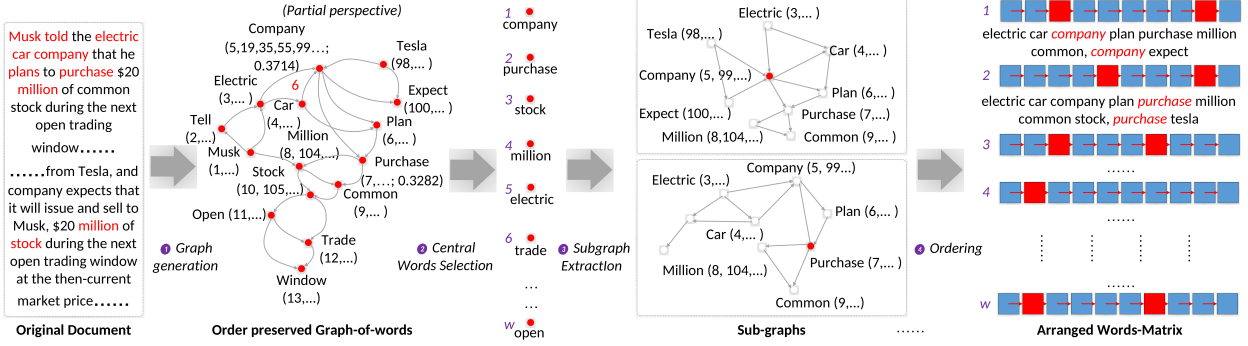 Musk told the electric
car company that he
plans to purchase $20
million of common
stock during the next
open trading
window......
......from Tesla, and
company expects that
it will issue and sell to
Musk, $20 million of
stock during the next
open trading window
at the then-current
market price......
Original Document
1 Graph
generation
(Partial perspective)
Company
(5,19,35,55,99...;
0.3714)
Tesla
(98,... )
Electric
(3,... )
6
Car
(4,... )
Expect
(100,... )
Tell
(2,...)
Million
(8, 104,...)
Plan
(6,... )
Musk
(1,...)
Stock
(10, 105,...)
Purchase
(7,...; 0.3282)
Common
(9,... )
Open (11,...)
Trade
(12,...)
Window
(13,...)
Order preserved Graph-of-words
2 Central
Words Selection
1
company
2
purchase
3
stock
4
million
5
electric
6
trade
...
...
w
open
3 Subgraph
ExtractIon
Electric (3,... )
Tesla (98,... )
Car (4,... )
Company (5, 99,...)
Plan (6,... )
Expect (100,... )
Purchase (7,... )
Million (8,104,... )
Common (9,... )
Company (5, 99...)
Electric (3,... )
Plan (6,... )
Car (4,... )
Purchase (7,... )
Million (8, 104,...)
Common (9,...)
Sub-graphs
......
4 Ordering
1
electric car company plan purchase million
common, company expect
2
electric car company plan purchase million
common stock, purchase tesla
3
......
4
......
......
w
Arranged Words-Matrix